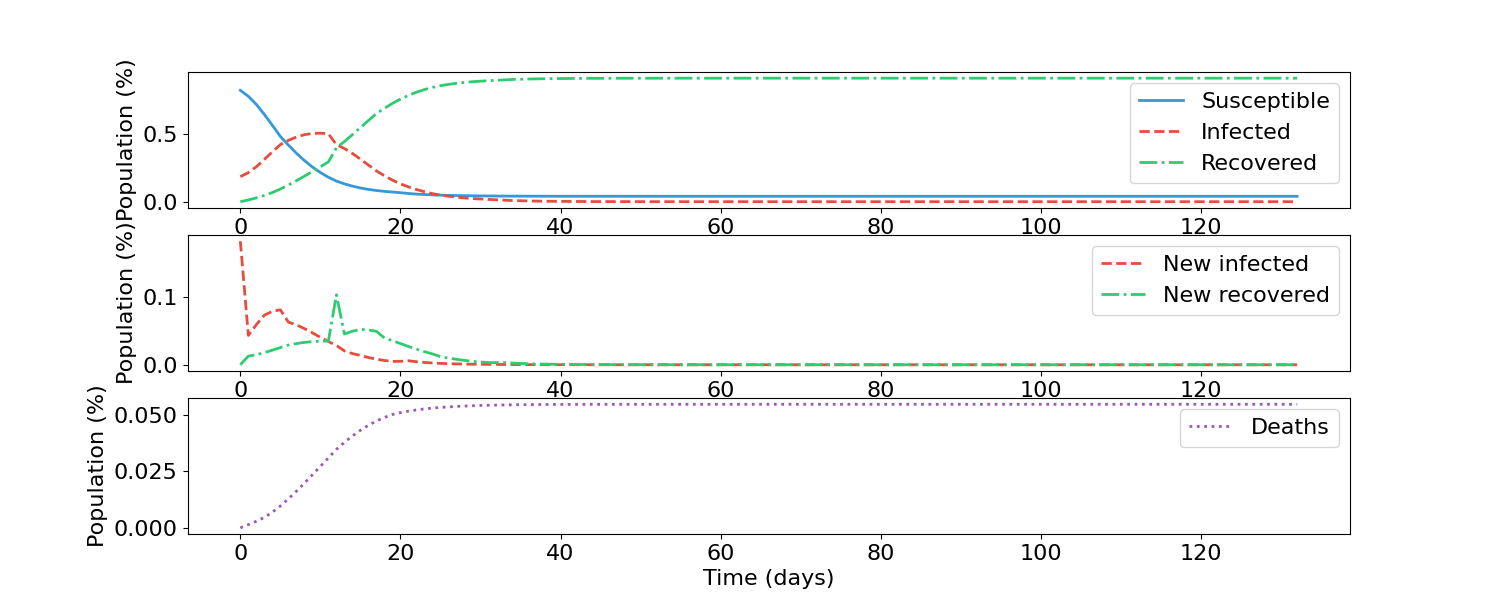 Population (%)
0.5
0.0
Susceptible
Infected
Recovered
0 20 40 60 80 100 120
Population (%)
0.1
0.0
New infected
New recovered
0 20 40 60 80 100 120
Population (%)
0.050
0.025
0.000
Deaths
0 20 40 60 80 100 120
Time (days)